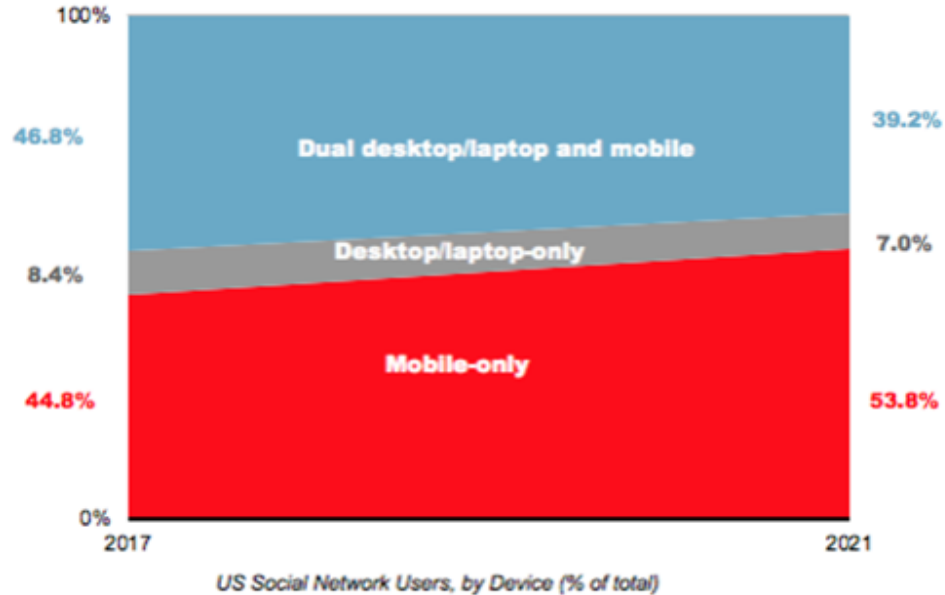 100%
46.8%
Dual desktop/laptop and mobile
39.2%
Desktop/laptop-only
7.0%
8.4%
Mobile-only
44.8%
53.8%
0%
2017
2021
US Social Network Users, by Device (% of total)